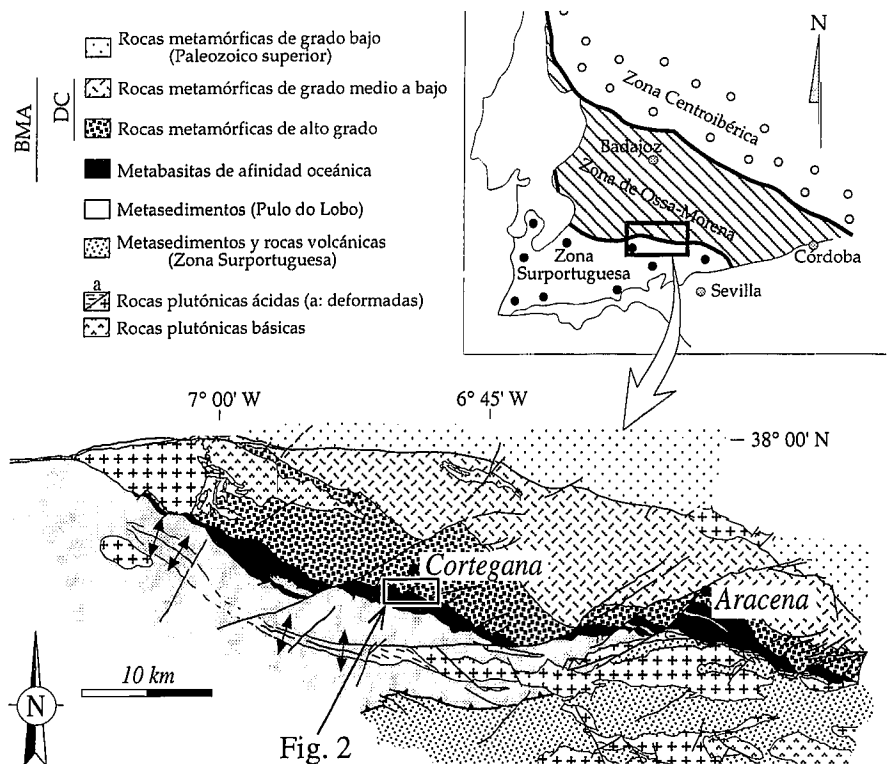 BMA
DC
Rocas metamórficas de grado bajo
(Paleozoico superior)
Rocas metamórficas de grado medio a bajo
Rocas metamórficas de alto grado
Metabasitas de afinidad oceánica
Metasedimentos (Pulo do Lobo)
Metasedimentos y rocas volcánicas
(Zona Surportuguesa)
a
Rocas plutónicas ácidas (a: deformadas)
Rocas plutónicas básicas
N
Zona Centroibérica
Badajoz
Zona de Ossa-Morena
Córdoba
Zona
Surportuguesa
Sevilla
7° 00' W
6° 45' W
38° 00' N
Cortegana
Aracena
10 km
N
Fig. 2